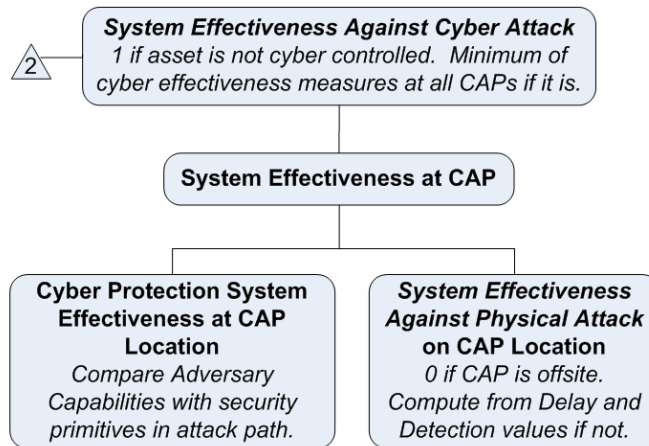 System Effectiveness Against Cyber Attack
1 if asset is not cyber controlled. Minimum of
cyber effectiveness measures at all CAPs if it is.
2
System Effectiveness at CAP
Cyber Protection System
Effectiveness at CAP
Location
Compare Adversary
Capabilities with security
primitives in attack path.
System Effectiveness
Against Physical Attack
on CAP Location
0 if CAP is offsite.
Compute from Delay and
Detection values if not.